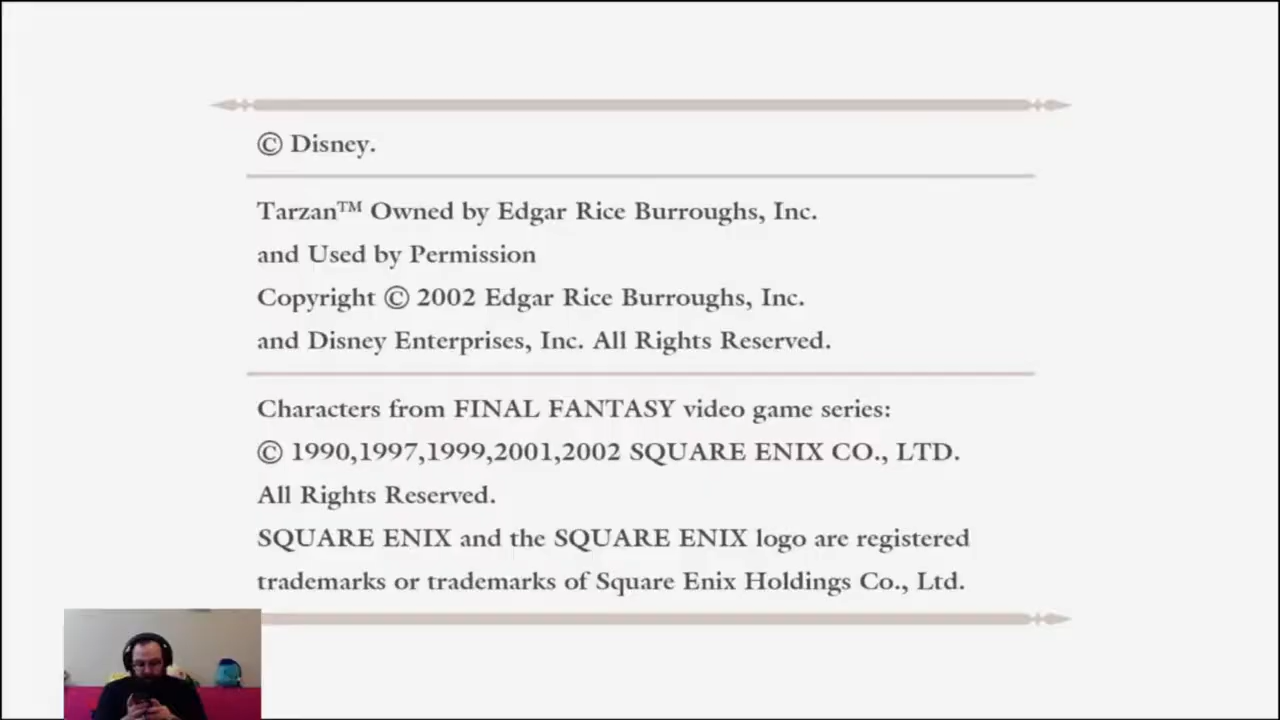 © Disney.
Tarzan™ Owned by Edgar Rice Burroughs, Inc.
and Used by Permission
Copyright © 2002 Edgar Rice Burroughs, Inc.
and Disney Enterprises, Inc. All Rights Reserved.
Characters from FINAL FANTASY video game series:
© 1990,1997,1999,2001,2002 SQUARE ENIX CO., LTD.
All Rights Reserved.
SQUARE ENIX and the SQUARE ENIX logo are registered
trademarks or trademarks of Square Enix Holdings Co., Ltd.